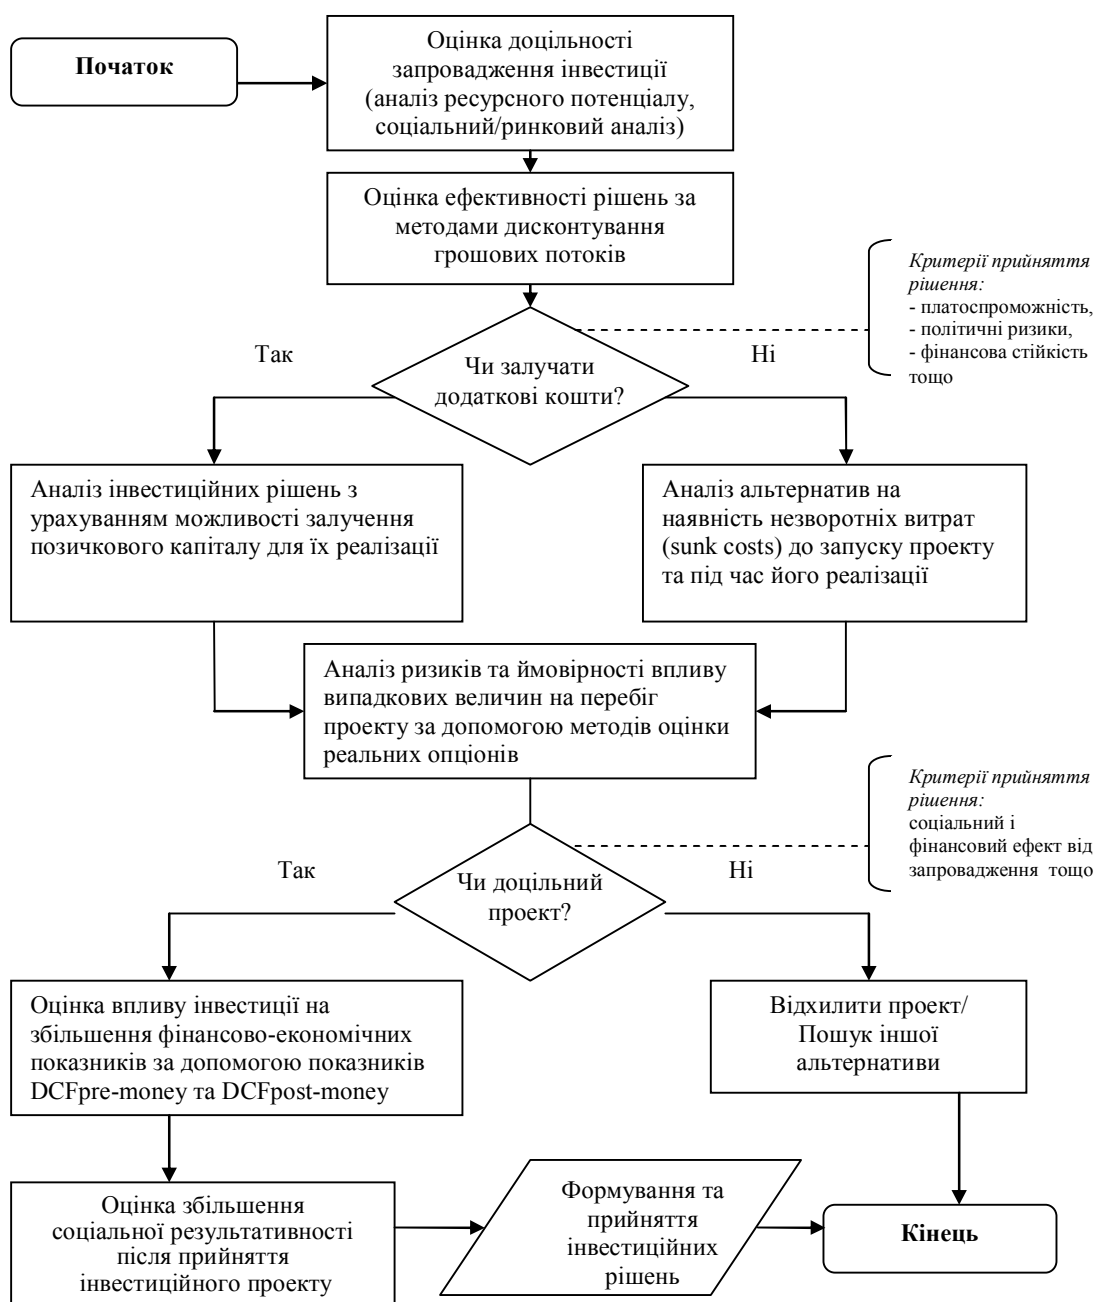 Початок
Оцінка доцільності
запровадження інвестиції
(аналіз ресурсного потенціалу,
соціальний/ринковий аналіз)
Оцінка ефективності рішень за
методами дисконтування
грошових потоків
Критерії прийняття
рішення:
- платоспроможність,
- політичні ризики,
- фінансова стійкість
тощо
Так
Ні
Чи залучати
додаткові кошти?
Аналіз інвестиційних рішень з
урахуванням можливості залучення
позичкового капіталу для їх реалізації
Аналіз альтернатив на
наявність незворотніх витрат
(sunk costs) до запуску проекту
та під час його реалізації
Аналіз ризиків та ймовірності впливу
випадкових величин на перебіг
проекту за допомогою методів оцінки
реальних опціонів
Критерії прийняття
рішення:
соціальний і
фінансовий ефект від
запровадження тощо
Так
Ні
Чи доцільний
проект?
Оцінка впливу інвестиції на
збільшення фінансово-економічних
показників за допомогою показників
DCFpre-money та DCFpost-money
Відхилити проект/
Пошук іншої
альтернативи
Оцінка збільшення
соціальної результативності
після прийняття
інвестиційного проекту
Формування та
прийняття
інвестиційних
рішень
Кінець